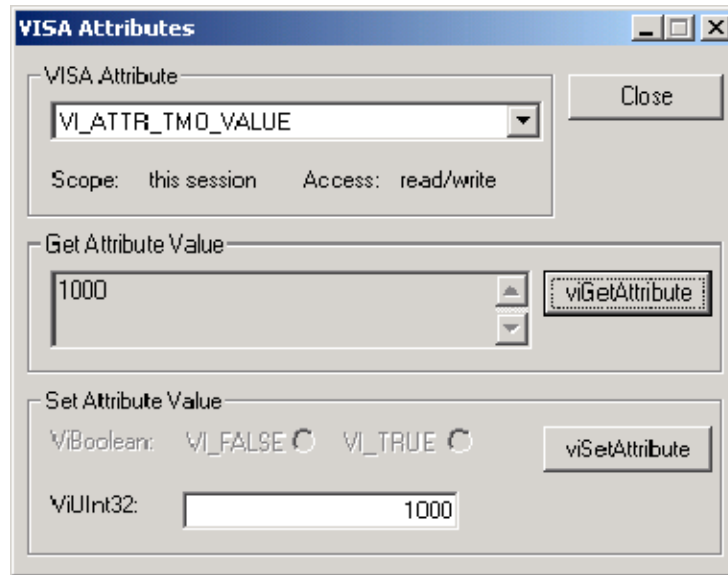 VISA Attributes
VISA Attribute
Close
VI_ATTR_TMO_VALUE
Scope: this session Access: read/write
Get Attribute Value
1000
viGetAttribute
Set Attribute Value
ViBoolean: VI_FALSE VI_TRUE
viSetAttribute
ViUInt32: 1000